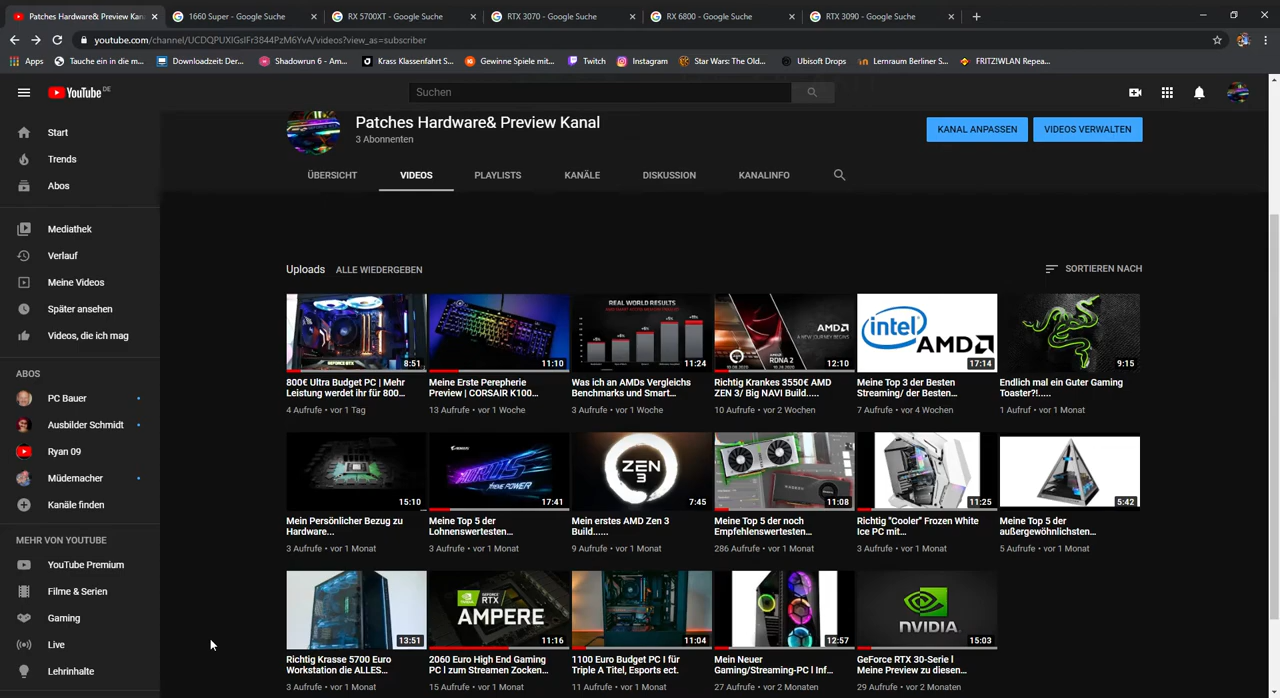 Patches Hardware& Preview Kana
1660 Super - Google Suche
RX 5700XT - Google Suche
RTX 3070 - Google Suche
RX 6800 - Google Suche
RTX 3090 - Google Suche
youtube.com/channel/UCDQPUXIGsIFr3844PzM6YvA/videos?view_as=subscriber
Apps
Tauche ein in die m...
Downloadzeit: Der...
Shadowrun 6 - Am...
Krass Klassenfahrt S...
Gewinne Spiele mit...
Twitch
Instagram
Star Wars: The Old...
Ubisoft Drops
Lernraum Berliner S...
FRITZ!WLAN Repea...
YouTube DE
Suchen
Patches Hardware& Preview Kanal
3 Abonnenten
KANAL ANPASSEN
VIDEOS VERWALTEN
ÜBERSICHT
VIDEOS
PLAYLISTS
KANÄLE
DISKUSSION
KANALINFO
Start
Trends
Abos
Mediathek
Verlauf
Meine Videos
Später ansehen
Videos, die ich mag
ABOS
PC Bauer
Ausbilder Schmidt
Ryan 09
Müdemacher
Kanäle finden
MEHR VON YOUTUBE
YouTube Premium
Filme & Serien
Gaming
Live
Lehrinhalte
Uploads
ALLE WIEDERGEBEN
SORTIEREN NACH
8:51
800€ Ultra Budget PC | Mehr
Leistung werdet ihr für 800...
4 Aufrufe • vor 1 Tag
11:10
Meine Erste Perepherie
Preview | CORSAIR K100...
13 Aufrufe • vor 1 Woche
REAL WORLD RESULTS
11:24
Was ich an AMDs Vergleichs
Benchmarks und Smart...
3 Aufrufe • vor 1 Woche
AMD
A NEW JOURNEY BEGINS
RDNA 2
12:10
Richtig Krankes 3550€ AMD
ZEN 3/ Big NAVI Build.....
10 Aufrufe • vor 2 Wochen
intel
AMD
17:14
Meine Top 3 der Besten
Streaming/ der Besten...
7 Aufrufe • vor 4 Wochen
9:15
Endlich mal ein Guter Gaming
Toaster?!.....
1 Aufruf • vor 1 Monat
15:10
Mein Persönlicher Bezug zu
Hardware...
3 Aufrufe • vor 1 Monat
AORUS
XTREME POWER
17:41
Meine Top 5 der
Lohnenswertesten...
3 Aufrufe • vor 1 Monat
ZEN
3
7:45
Mein erstes AMD Zen 3
Build......
9 Aufrufe • vor 1 Monat
RADEON
11:08
Meine Top 5 der noch
Empfehlenswertesten...
286 Aufrufe • vor 1 Monat
11:25
Richtig "Cooler" Frozen White
Ice PC mit...
3 Aufrufe • vor 1 Monat
5:42
Meine Top 5 der
außergewöhnlichsten...
5 Aufrufe • vor 1 Monat
13:51
Richtig Krasse 5700 Euro
Workstation die ALLES...
3 Aufrufe • vor 1 Monat
NVIDIA
GEFORCE
RTX
AMPERE
11:16
2060 Euro High End Gaming
PC l zum Streamen Zocken...
15 Aufrufe • vor 1 Monat
11:04
1100 Euro Budget PC I für
Triple A Titel, Esports ect.
11 Aufrufe • vor 1 Monat
12:57
Mein Neuer
Gaming/Streaming-PC l Inf...
27 Aufrufe • vor 2 Monaten
NVIDIA.
15:03
GeForce RTX 30-Serie l
Meine Preview zu diesen...
29 Aufrufe • vor 2 Monaten